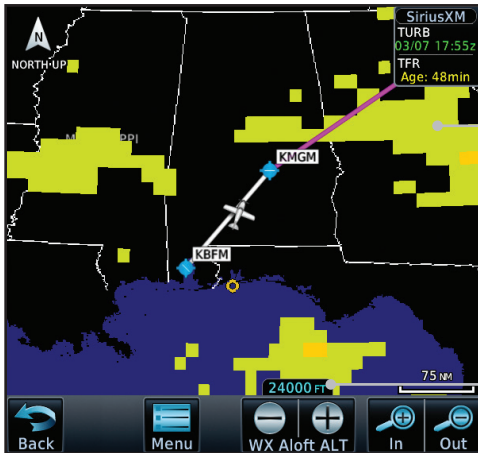 SiriusXM
TURB
03/07 17:55z
TFR
Age: 48min
N
NORTH UP
KMGM
KBFM
24000 FT
75 NM
Back
Menu
WX Aloft ALT
In
Out